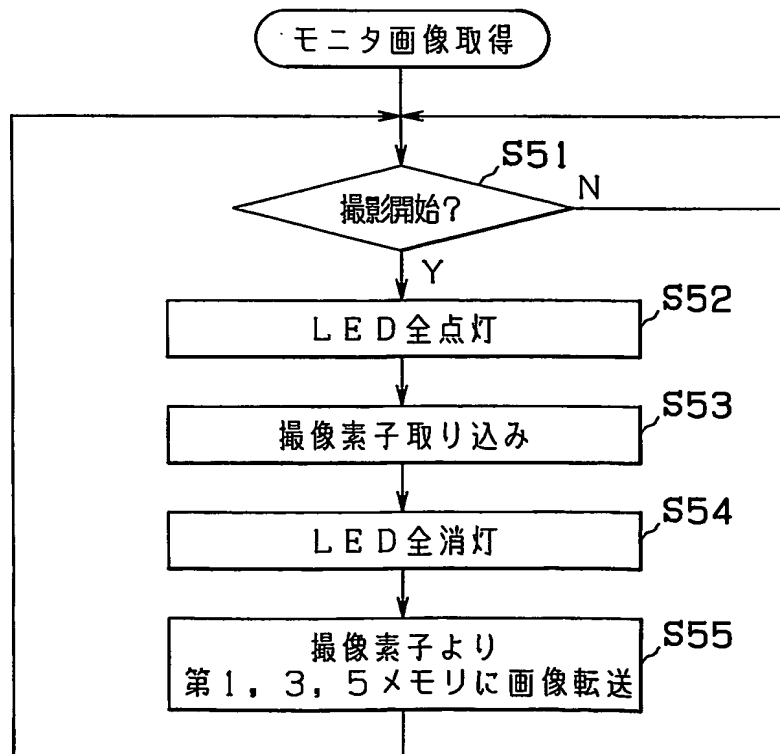 モニタ画像取得
S51
撮影開始？
N
Y
S52
ＬＥＤ全点灯
S53
撮像素子取り込み
S54
ＬＥＤ全消灯
S55
撮像素子より
第１，３，５メモリに画像転送